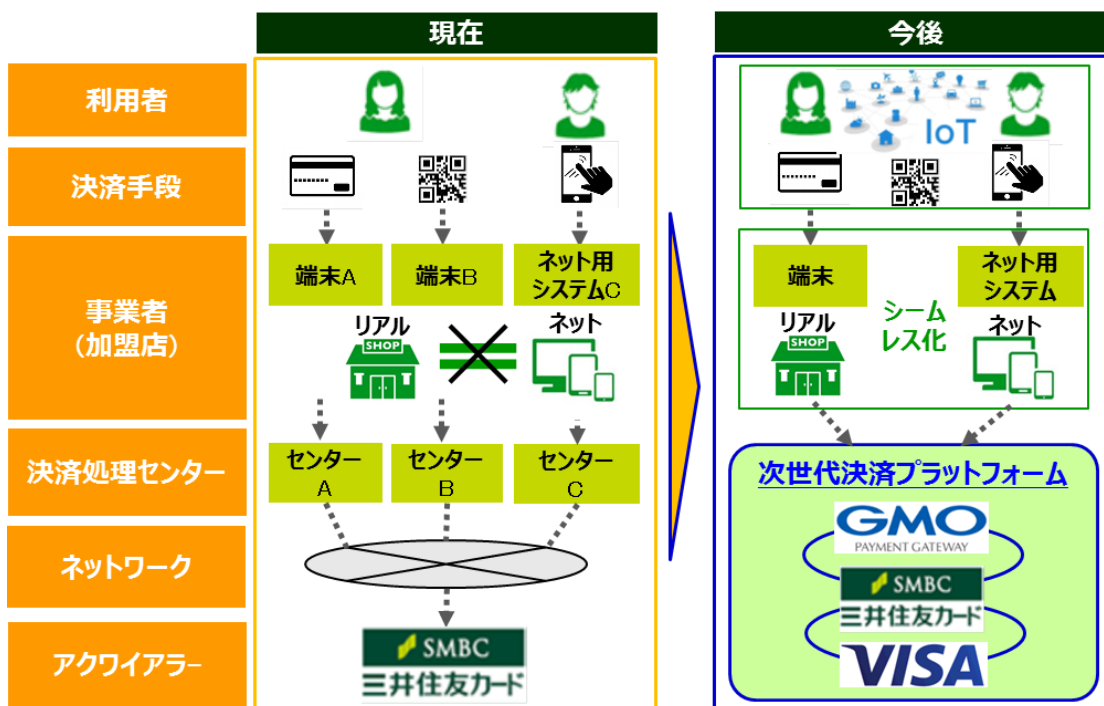 現在
今後
利用者
IoT
決済手段
事業者
(加盟店)
端末A
端末B
ネット用
システムC
リアル
SHOP
ネット
端末
ネット用
システム
シーム
レス化
リアル
SHOP
ネット
決済処理センター
センター
A
センター
B
センター
C
次世代決済プラットフォーム
GMO
PAYMENT GATEWAY
SMBC
三井住友カード
VISA
ネットワーク
アクワイアラー
SMBC
三井住友カード